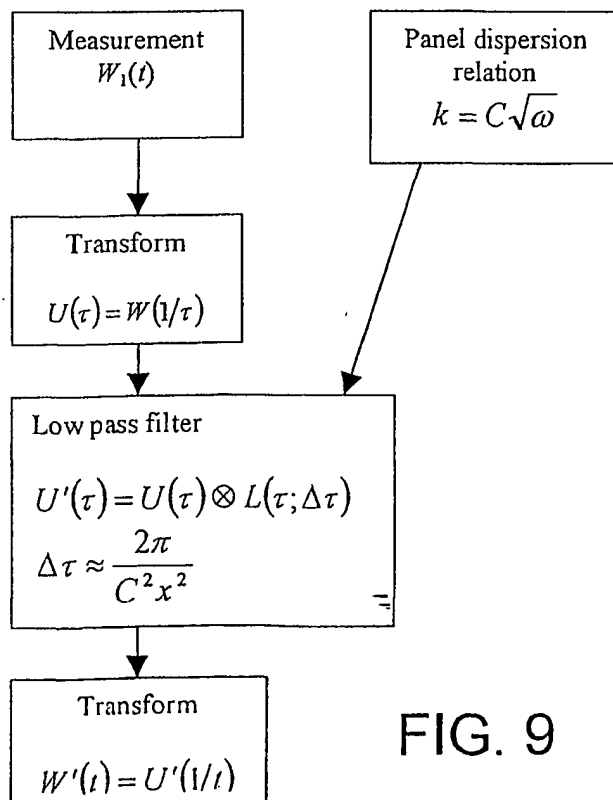 Measurement
W₁(t)
Panel dispersion
relation
k = C√ω
Transform
U(τ) = W(1/τ)
Low pass filter
U'(τ) = U(τ) ⊗ L(τ; Δτ)
Δτ ≈ 2π / C²x²
Transform
W'(t) = U'(1/t)
FIG. 9